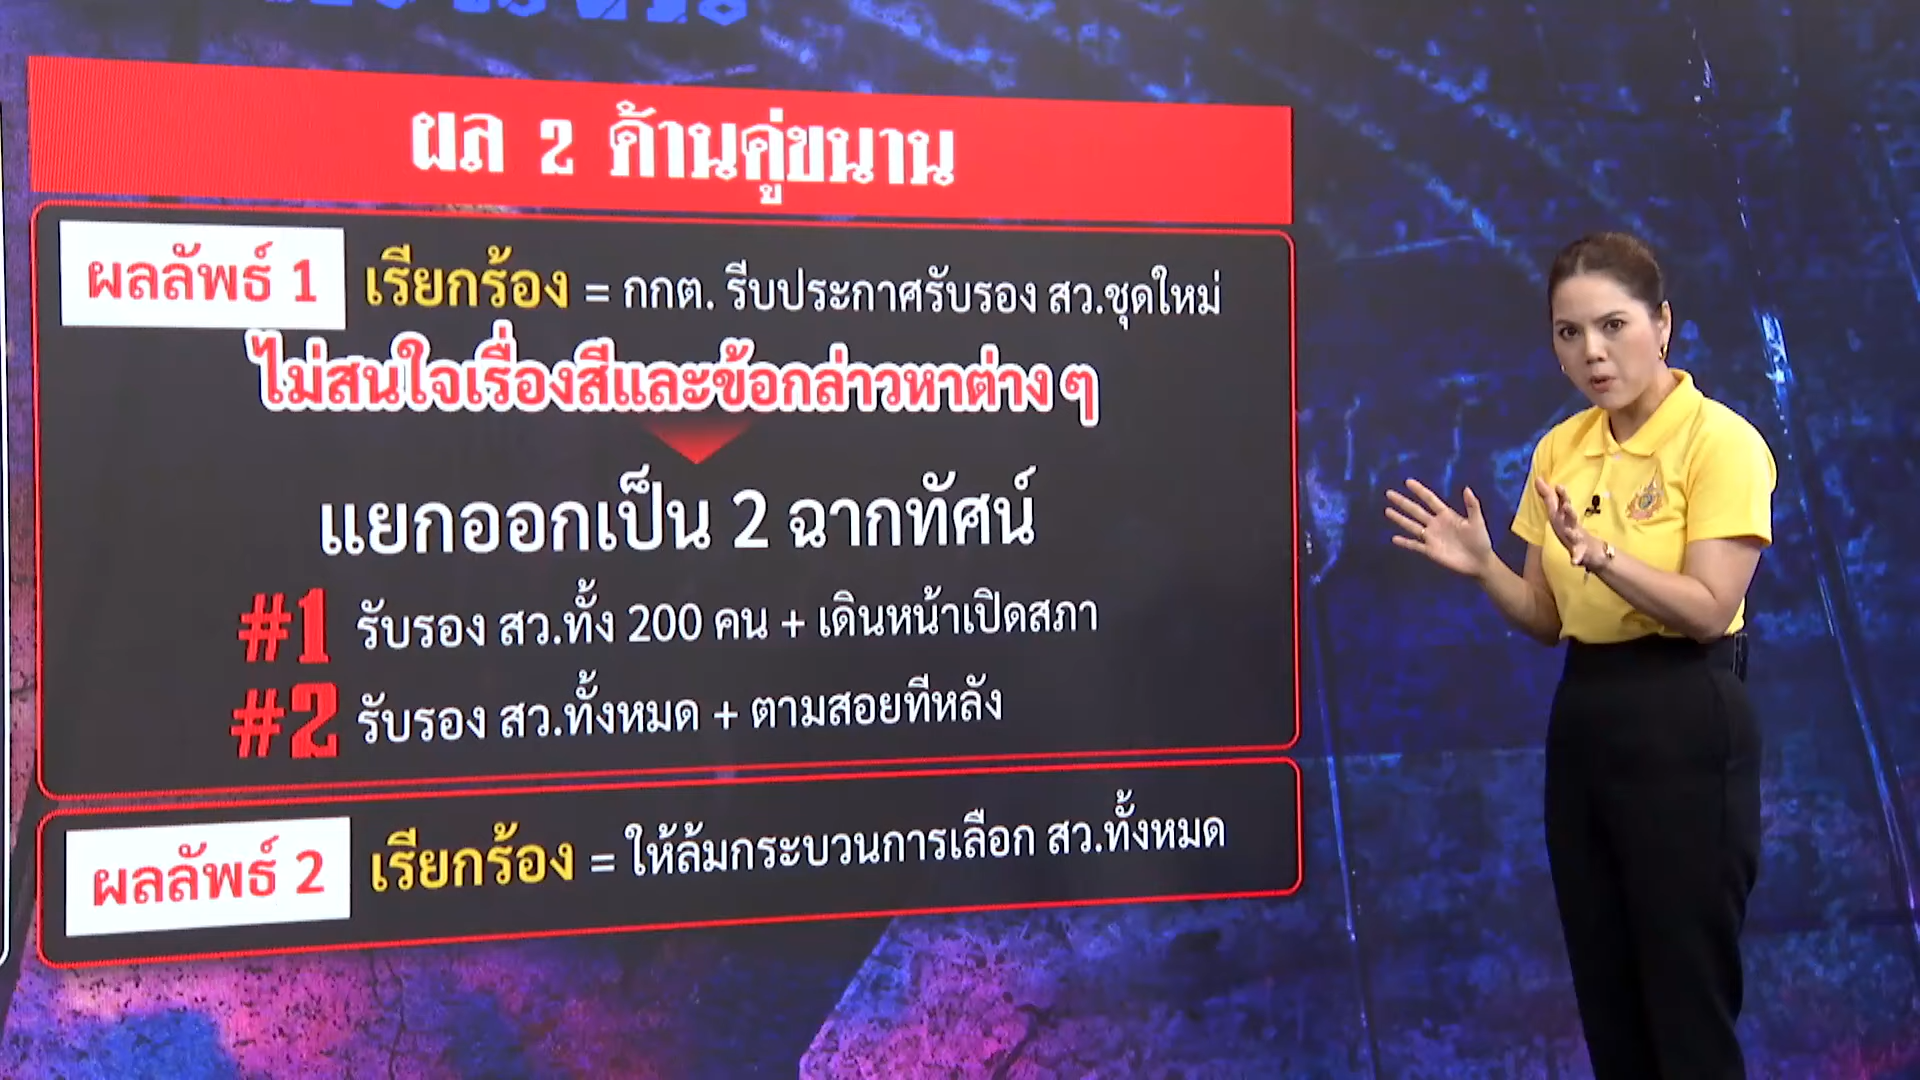 ผล 2 ด้านคู่ขนาน
ผลลัพธ์ 1 เรียกร้อง = กกต. รีบประกาศรับรอง สว.ชุดใหม่
ไม่สนใจเรื่องสีและข้อกล่าวหาต่าง ๆ
แยกออกเป็น 2 ฉากทัศน์
#1 รับรอง สว.ทั้ง 200 คน + เดินหน้าเปิดสภา
#2 รับรอง สว.ทั้งหมด + ตามสอยทีหลัง
ผลลัพธ์ 2 เรียกร้อง = ให้ล้มกระบวนการเลือก สว.ทั้งหมด